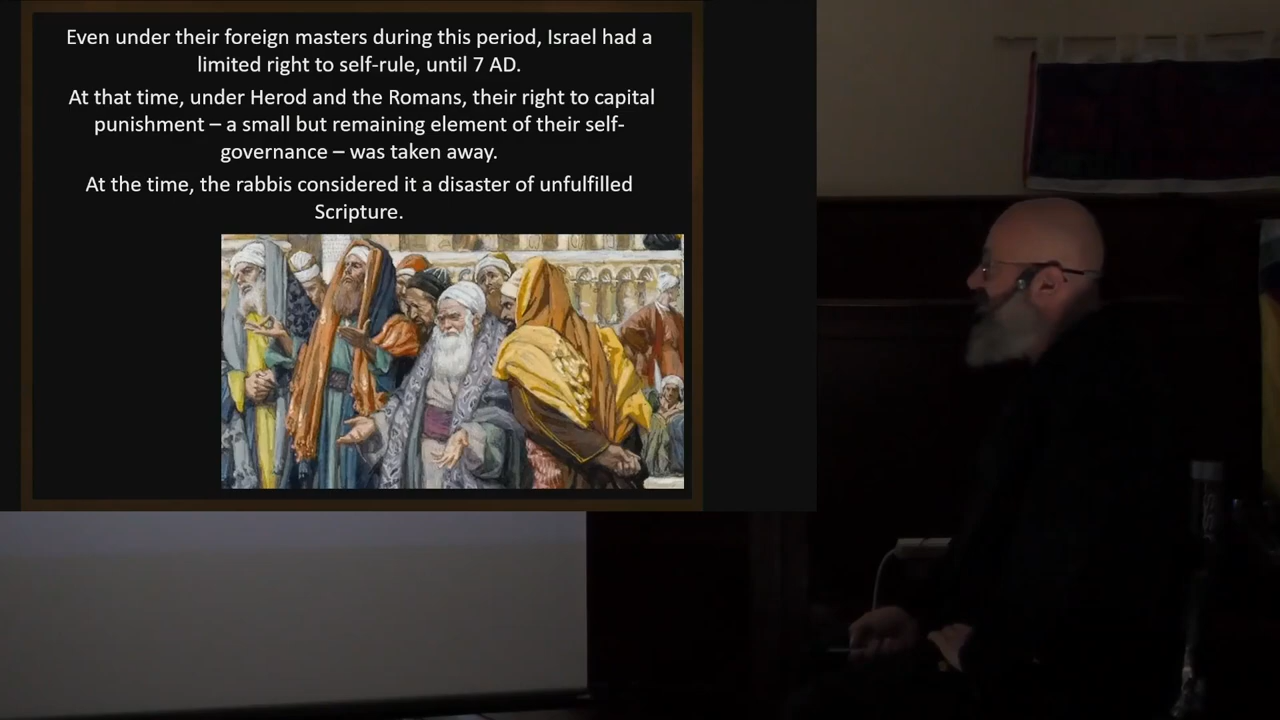 Even under their foreign masters during this period, Israel had a
limited right to self-rule, until 7 AD.
At that time, under Herod and the Romans, their right to capital
punishment – a small but remaining element of their self-
governance – was taken away.
At the time, the rabbis considered it a disaster of unfulfilled
Scripture.